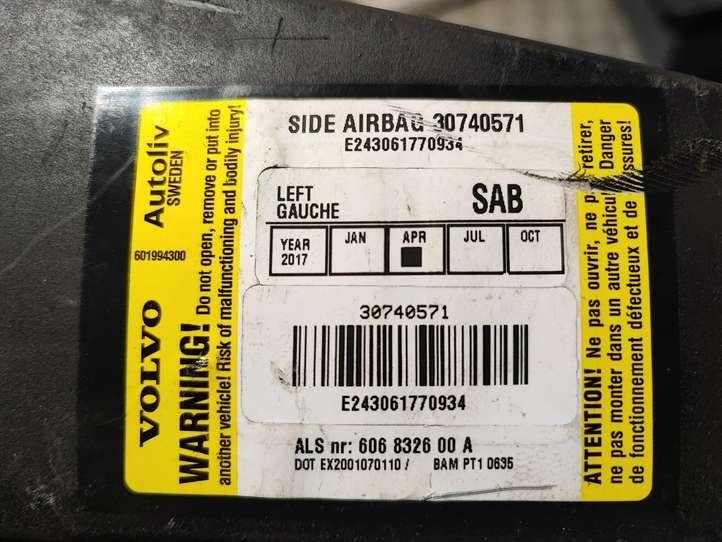 Autoliv
SWEDEN
601994300
VOLVO
WARNING! Do not open, remove or put into
another vehicle! Risk of malfunctioning and bodily injury!
SIDE AIRBAG 30740571
E243061770934
LEFT
GAUCHE
SAB
YEAR
2017
JAN
APR
JUL
OCT
30740571
E243061770934
ALS nr: 606 8326 00 A
DOT EX2001070110 / BAM PT1 0635
ATTENTION! Ne pas ouvrir, ne retirer,
ne pas monter dans un autre Danger
de fonctionnement défectueux et de